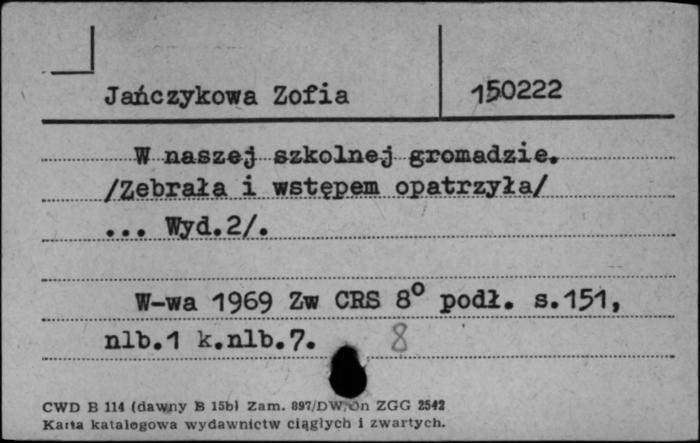 Jańczykowa Zofia 150222
W naszej szkolnej gromadzie.
/Zebrała i wstępem opatrzyła/
... Wyd.2/.
W-wa 1969 Zw CRS 8° podł. s.151,
nlb.1 k.nlb.7. 8
CWD B 114 (dawny B 15b) Zam. 897/DW/Dn ZGG 2542
Karta katalogowa wydawnictw ciągłych i zwartych.